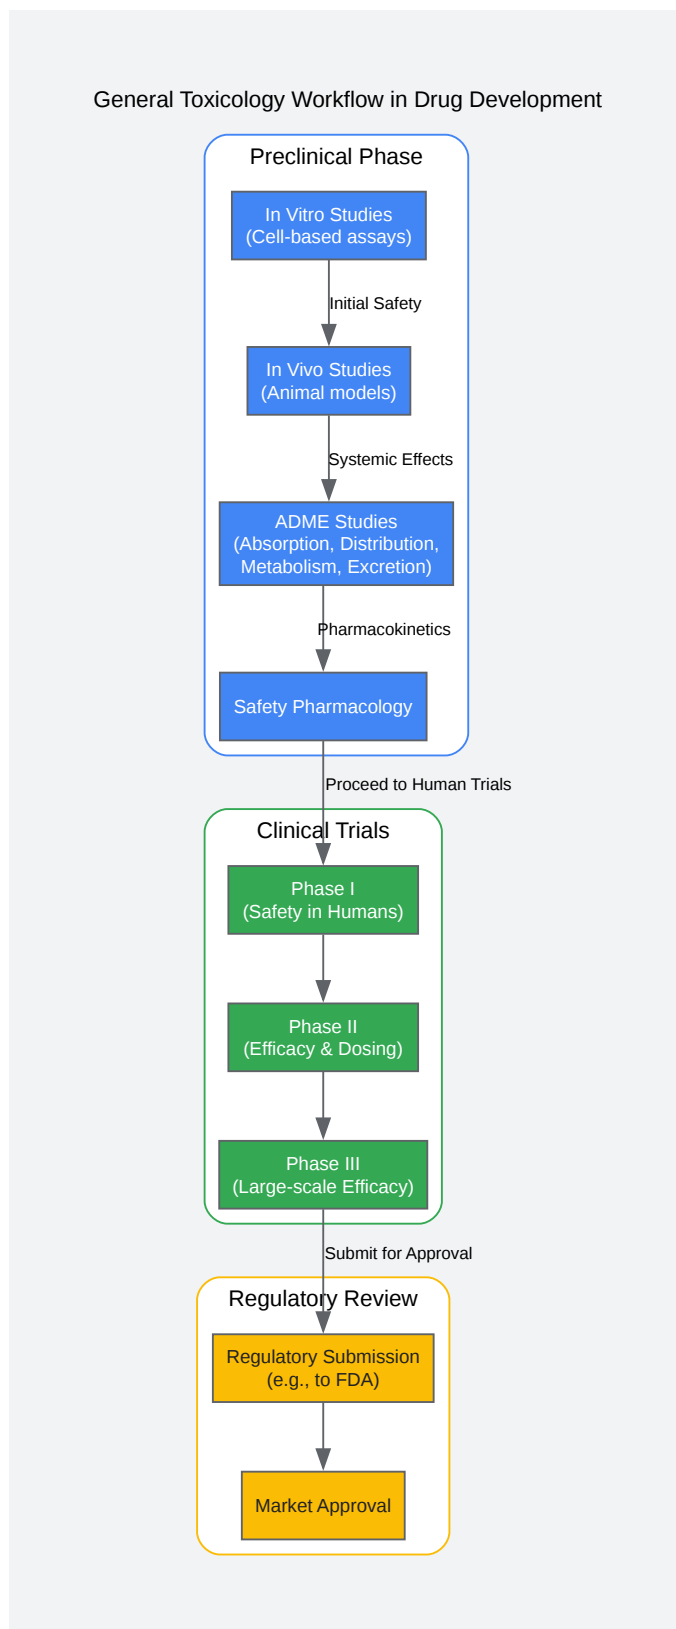 General Toxicology Workflow in Drug Development
Preclinical Phase
In Vitro Studies
(Cell-based assays)
Initial Safety
In Vivo Studies
(Animal models)
Systemic Effects
ADME Studies
(Absorption, Distribution,
Metabolism, Excretion)
Pharmacokinetics
Safety Pharmacology
Proceed to Human Trials
Clinical Trials
Phase I
(Safety in Humans)
Phase II
(Efficacy & Dosing)
Phase III
(Large-scale Efficacy)
Submit for Approval
Regulatory Review
Regulatory Submission
(e.g., to FDA)
Market Approval